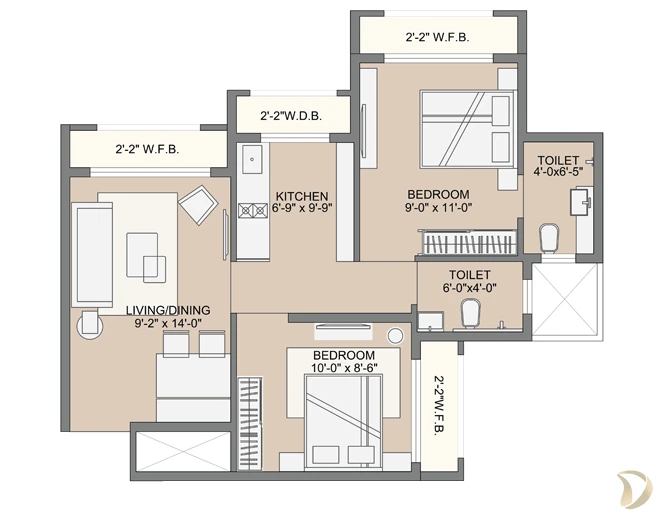 2'-2" W.F.B.
2'-2"W.D.B.
2'-2" W.F.B.
TOILET
4'-0x6'-5"
KITCHEN
6'-9" x 9'-9"
BEDROOM
9'-0" x 11'-0"
TOILET
6'-0"x4'-0"
LIVING/DINING
9'-2" x 14'-0"
BEDROOM
10'-0" x 8'-6"
2'-2"W.F.B.